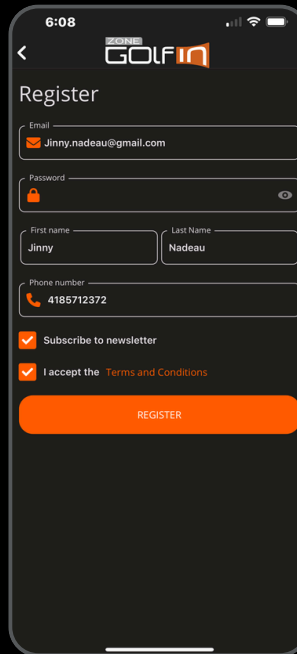 6:08
ZONE
GOLFIN
Register
Email
Jinny.nadeau@gmail.com
Password
First name
Last Name
Jinny
Nadeau
Phone number
4185712372
Subscribe to newsletter
I accept the Terms and Conditions
REGISTER